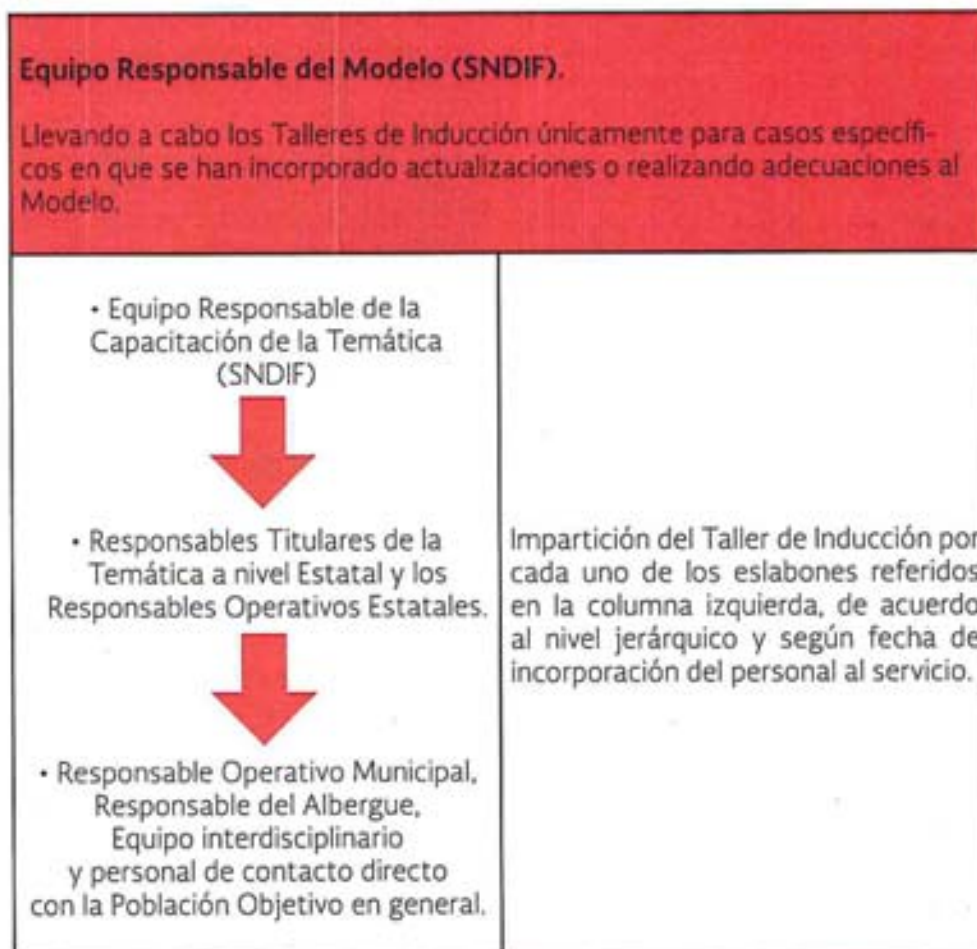 Equipo Responsable del Modelo (SNDIF).
Llevando a cabo los Talleres de Inducción únicamente para casos específi-
cos en que se han incorporado actualizaciones o realizando adecuaciones al
Modelo.
• Equipo Responsable de la
Capacitación de la Temática
(SNDIF)
• Responsables Titulares de la
Temática a nivel Estatal y los
Responsables Operativos Estatales.
• Responsable Operativo Municipal,
Responsable del Albergue,
Equipo interdisciplinario
y personal de contacto directo
con la Población Objetivo en general.
Impartición del Taller de Inducción por
cada uno de los eslabones referidos
en la columna izquierda, de acuerdo
al nivel jerárquico y según fecha de
incorporación del personal al servicio.